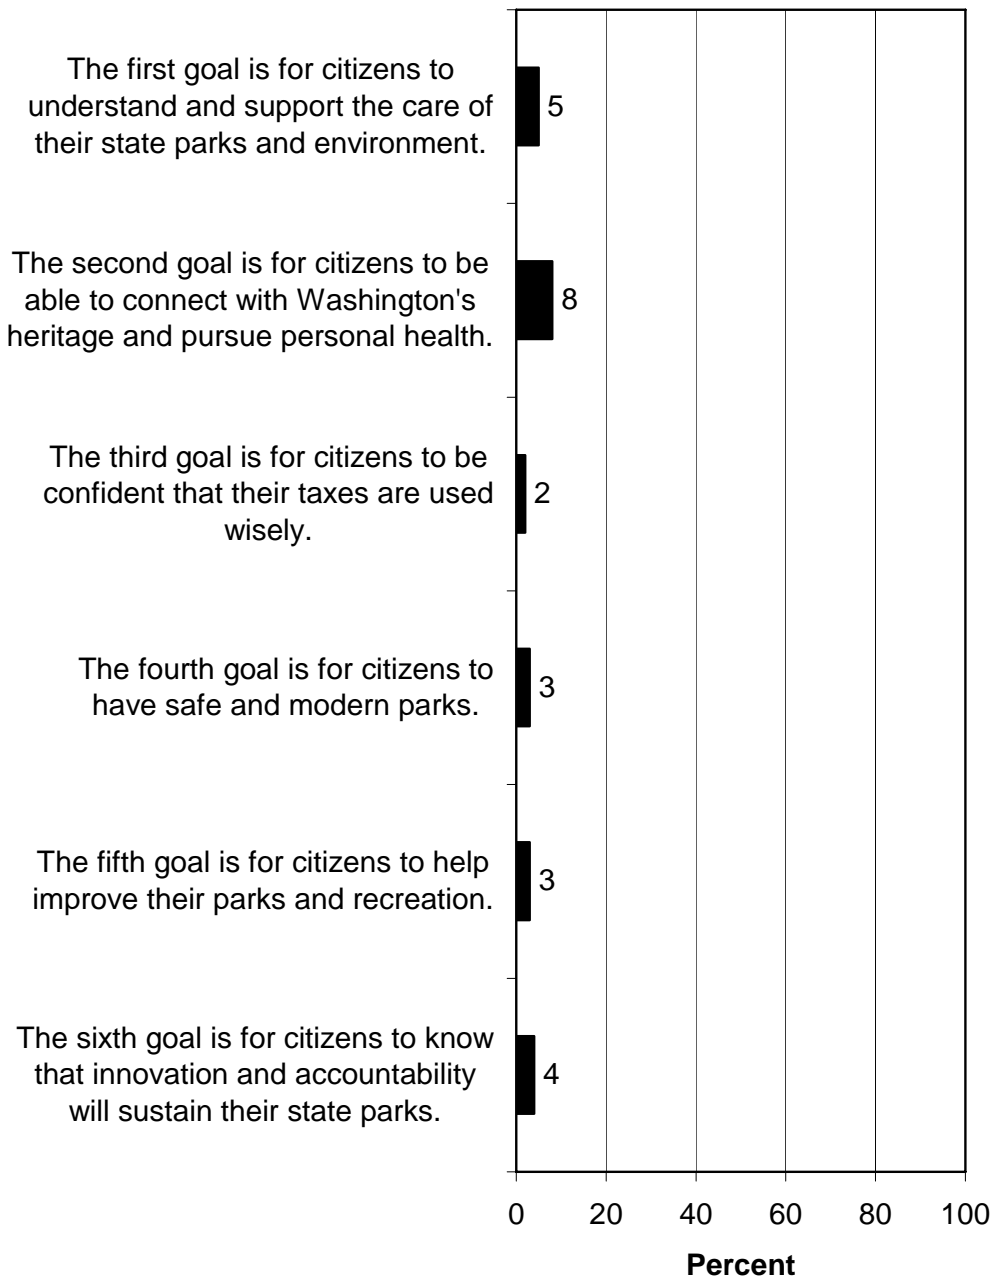 The first goal is for citizens to
understand and support the care of
their state parks and environment.
5
The second goal is for citizens to be
able to connect with Washington's
heritage and pursue personal health.
8
The third goal is for citizens to be
confident that their taxes are used
wisely.
2
The fourth goal is for citizens to
have safe and modern parks.
3
The fifth goal is for citizens to help
improve their parks and recreation.
3
The sixth goal is for citizens to know
that innovation and accountability
will sustain their state parks.
4
0 20 40 60 80 100
Percent